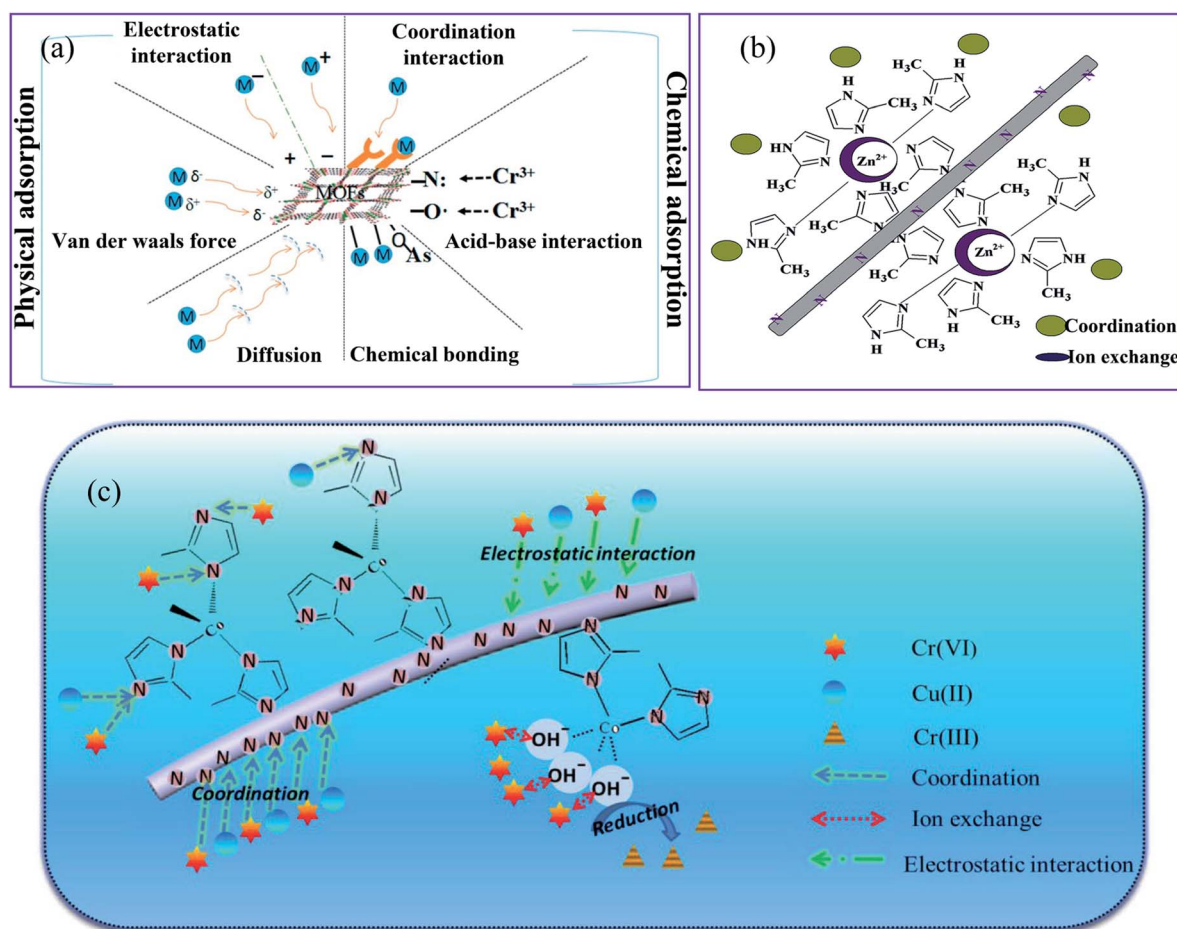 (a)
Electrostatic
interaction
Coordination
interaction
Physical adsorption
Chemical adsorption
M−
M+
M
M
+
−
MOFs
M δ-
M δ+
δ+
δ-
−N: Cr3+
−O· Cr3+
Van der waals force
Acid-base interaction
M M
O
As
M
M
Diffusion
Chemical bonding
(b)
H3C
H
N
N
CH3
H
N
N
H3C
HN
N
H3C
Zn2+
N
N
H3C
N
N
CH3
N
N
CH3
H3C
N
N
CH3
N
H
N
H3C
N
N
H3C
Zn2+
N
NH
H3C
N
N
H
CH3
N
N
H
CH3
N N N N N N N
Coordination
Ion exchange
(c)
N
N
N
N
Co
N
N
N
N
Co
N
N
N
N
Electrostatic interaction
N N N N N N N N N N N N N N N N N N
Coordination
N
Co
N
N
OH−
OH−
OH−
Reduction
Cr(VI)
Cu(II)
Cr(III)
Coordination
Ion exchange
Electrostatic interaction